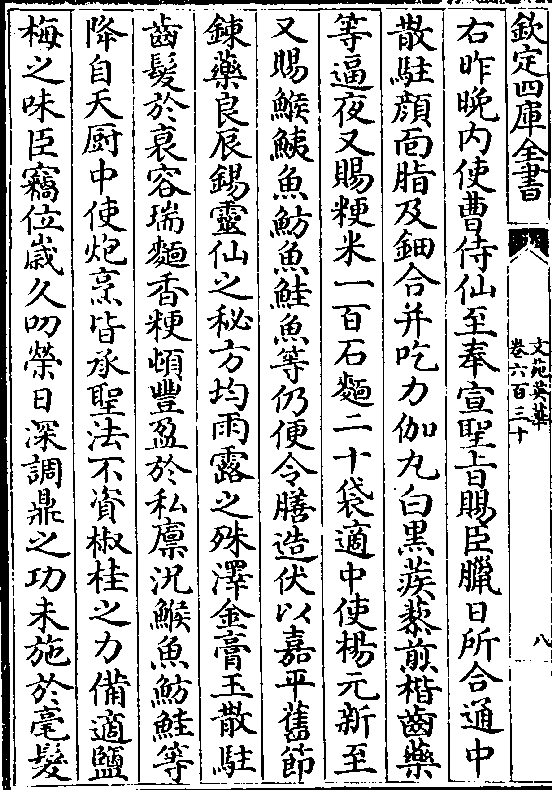 欽定四庫全書
文苑英華
卷六百三十
八
右昨晚内使曹侍仙至奉宣聖旨賜臣臘日所合通中
散駐顔面脂及鈿合并吃力伽丸白黒蒺藜煎楷齒藥
等逼夜又賜粳米一百石麵二十袋適中使楊元新至
又賜鯸鮧魚魴魚鮭魚等仍便令膳造伏以嘉平舊節
錬藥良辰錫靈仙之秘方均雨露之殊澤金膏玉散駐
齒髮於衰容瑞麵香粳頓豐盈於私廪況鯸魚魴鮭等
降自天厨中使炮烹皆承聖法不資椒桂之力備適鹽
梅之味臣竊位嵗久叨榮日深調鼎之功未施於毫髮